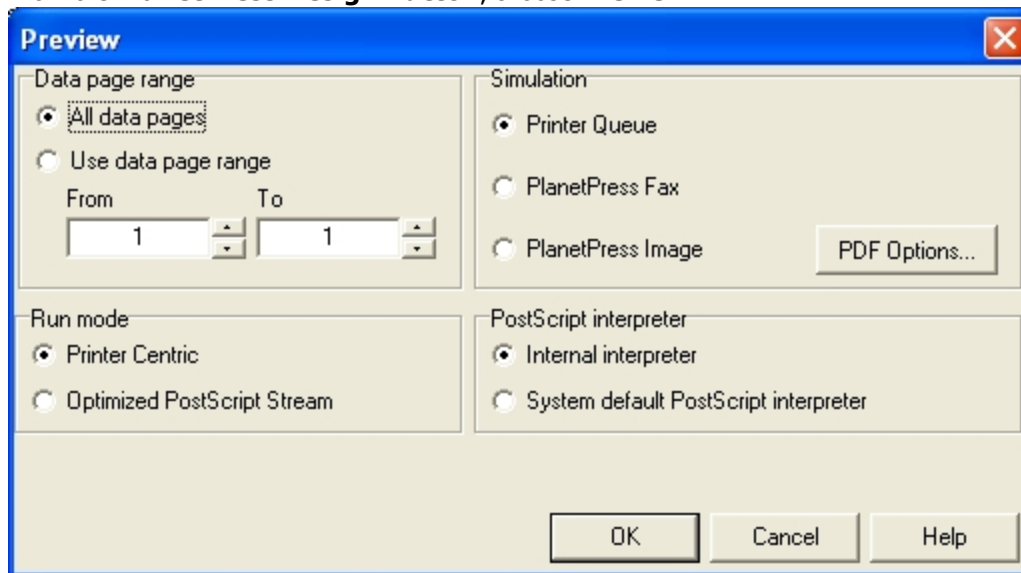 Preview
Data page range
All data pages
Use data page range
From To
1 1
Simulation
Printer Queue
PlanetPress Fax
PlanetPress Image
PDF Options...
Run mode
Printer Centric
Optimized PostScript Stream
PostScript interpreter
Internal interpreter
System default PostScript interpreter
OK Cancel Help